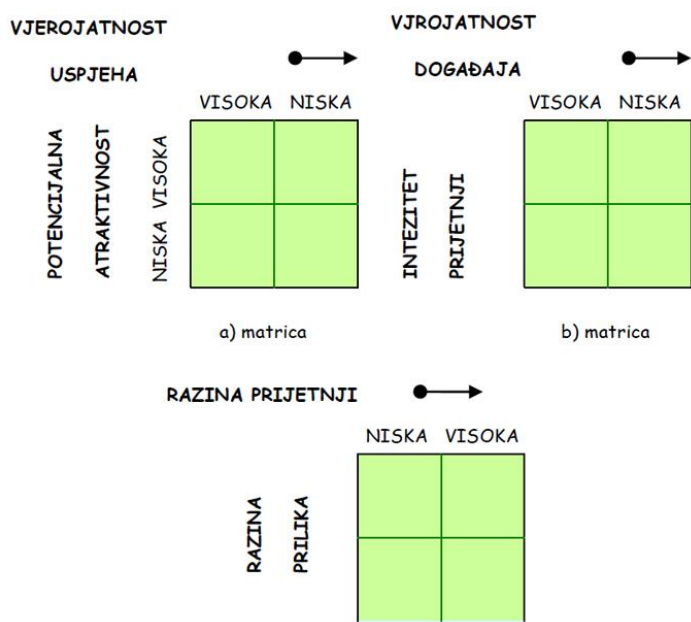 VJEROJATNOST
USPJEHA
VISOKA NISKA
POTENCIJALNA
ATRAKTIVNOST
NISKA VISOKA
a) matrica
VJROJATNOST
DOGAĐAJA
VISOKA NISKA
INTEZITET
PRIJETNJI
b) matrica
RAZINA PRIJETNJI
NISKA VISOKA
RAZINA
PRILIKA